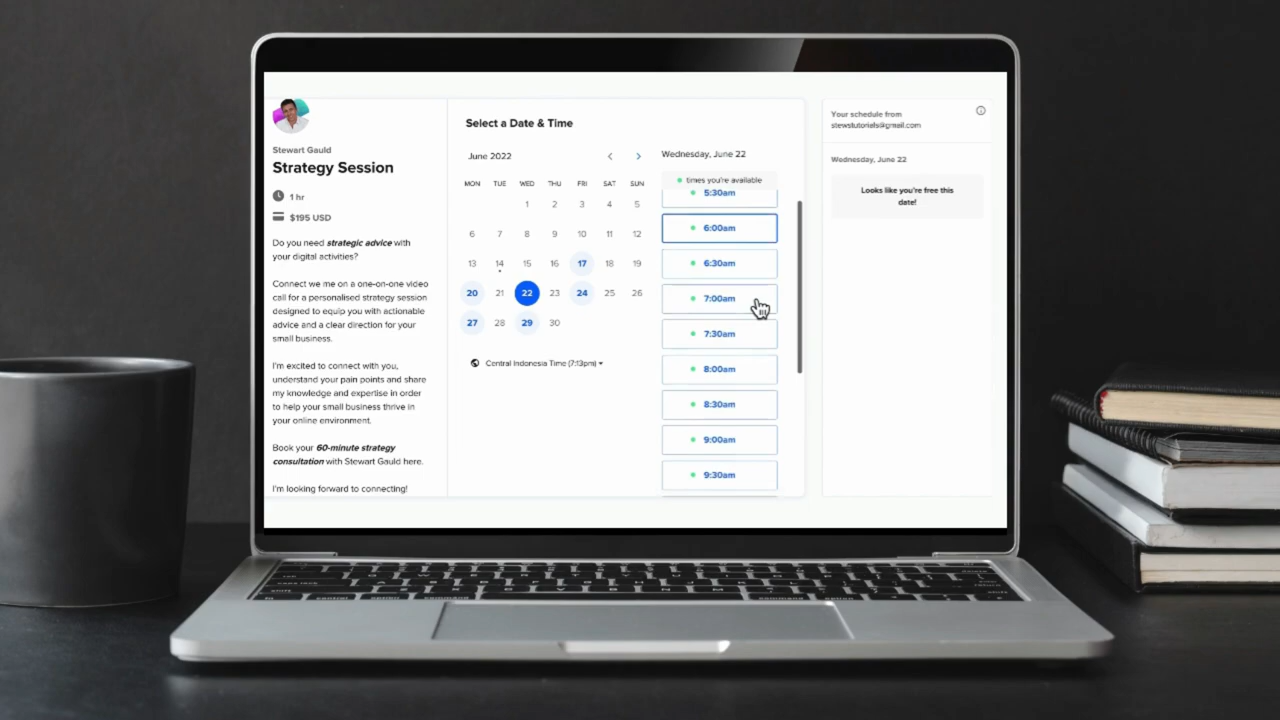 Stewart Gauld
Strategy Session
1 hr
$195 USD
Do you need strategic advice with
your digital activities?
Connect we me on a one-on-one video
call for a personalised strategy session
designed to equip you with actionable
advice and a clear direction for your
small business.
I'm excited to connect with you,
understand your pain points and share
my knowledge and expertise in order
to help your small business thrive in
your online environment.
Book your 60-minute strategy
consultation with Stewart Gauld here.
I'm looking forward to connecting!
Select a Date & Time
June 2022
MON TUE WED THU FRI SAT SUN
1 2 3 4 5
6 7 8 9 10 11 12
13 14 15 16 17 18 19
20 21 22 23 24 25 26
27 28 29 30
Central Indonesia Time (7:13pm)
Wednesday, June 22
times you're available
5:30am
6:00am
6:30am
7:00am
7:30am
8:00am
8:30am
9:00am
9:30am
Your schedule from
stewstutorials@gmail.com
Wednesday, June 22
Looks like you're free this
date!